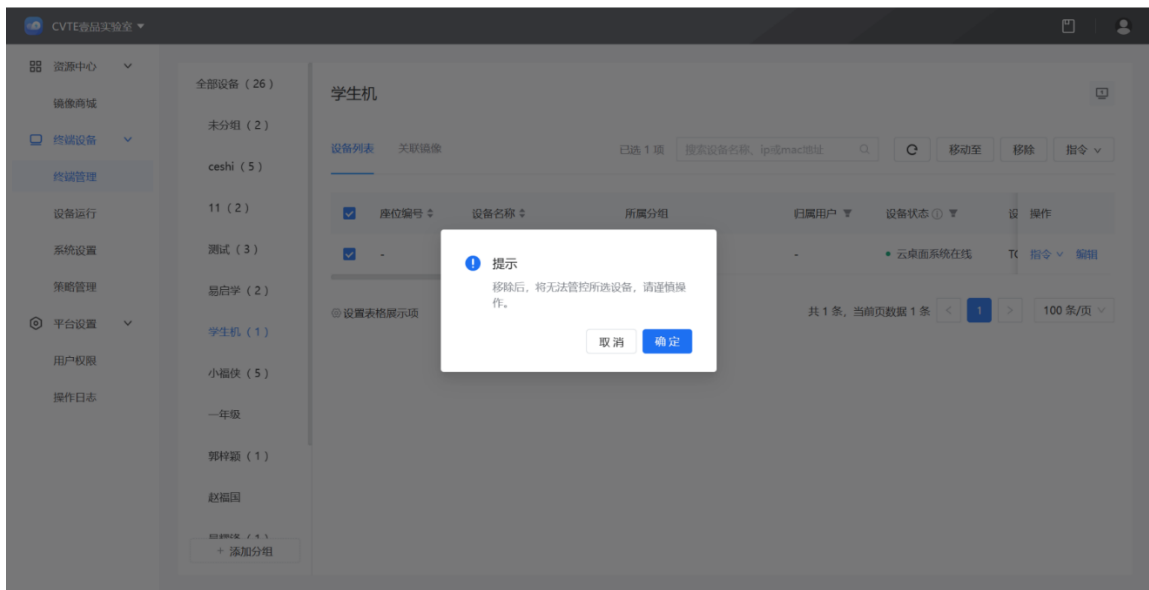 CVTE壹品实验室
资源中心
镜像商城
终端设备
终端管理
设备运行
系统设置
策略管理
平台设置
用户权限
操作日志
全部设备 ( 26 )
未分组 ( 2 )
ceshi ( 5 )
11 ( 2 )
测试 ( 3 )
易启学 ( 2 )
学生机 ( 1 )
小福侠 ( 5 )
一年级
郭梓颖 ( 1 )
赵福国
+ 添加分组
学生机
设备列表 关联镜像
已选 1 项 搜索设备名称、ip或mac地址 移动至 移除 指令
座位编号 设备名称 所属分组 归属用户 设备状态 设 操作
- - 云桌面系统在线 TC 指令 编辑
设置表格展示项 共 1 条，当前页数据 1 条 < 1 > 100 条/页
提示
移除后，将无法管控所选设备，请谨慎操
作。
取消 确定